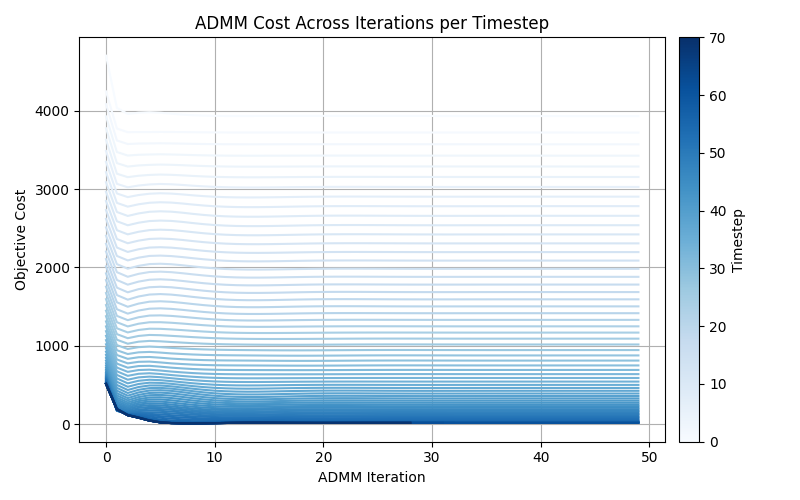 ADMM Cost Across Iterations per Timestep
Objective Cost
4000
3000
2000
1000
0
0 10 20 30 40 50
ADMM Iteration
70
60
50
40
30
20
10
0
Timestep